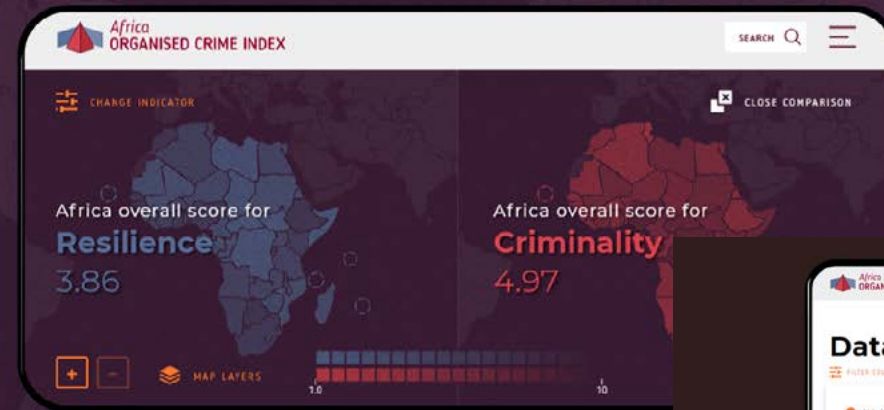 Africa
ORGANISED CRIME INDEX
SEARCH
CHANGE INDICATOR
CLOSE COMPARISON
Africa overall score for
Resilience
3.86
Africa overall score for
Criminality
4.97
+
-
MAP LAYERS
1.0
10
Africa
Data